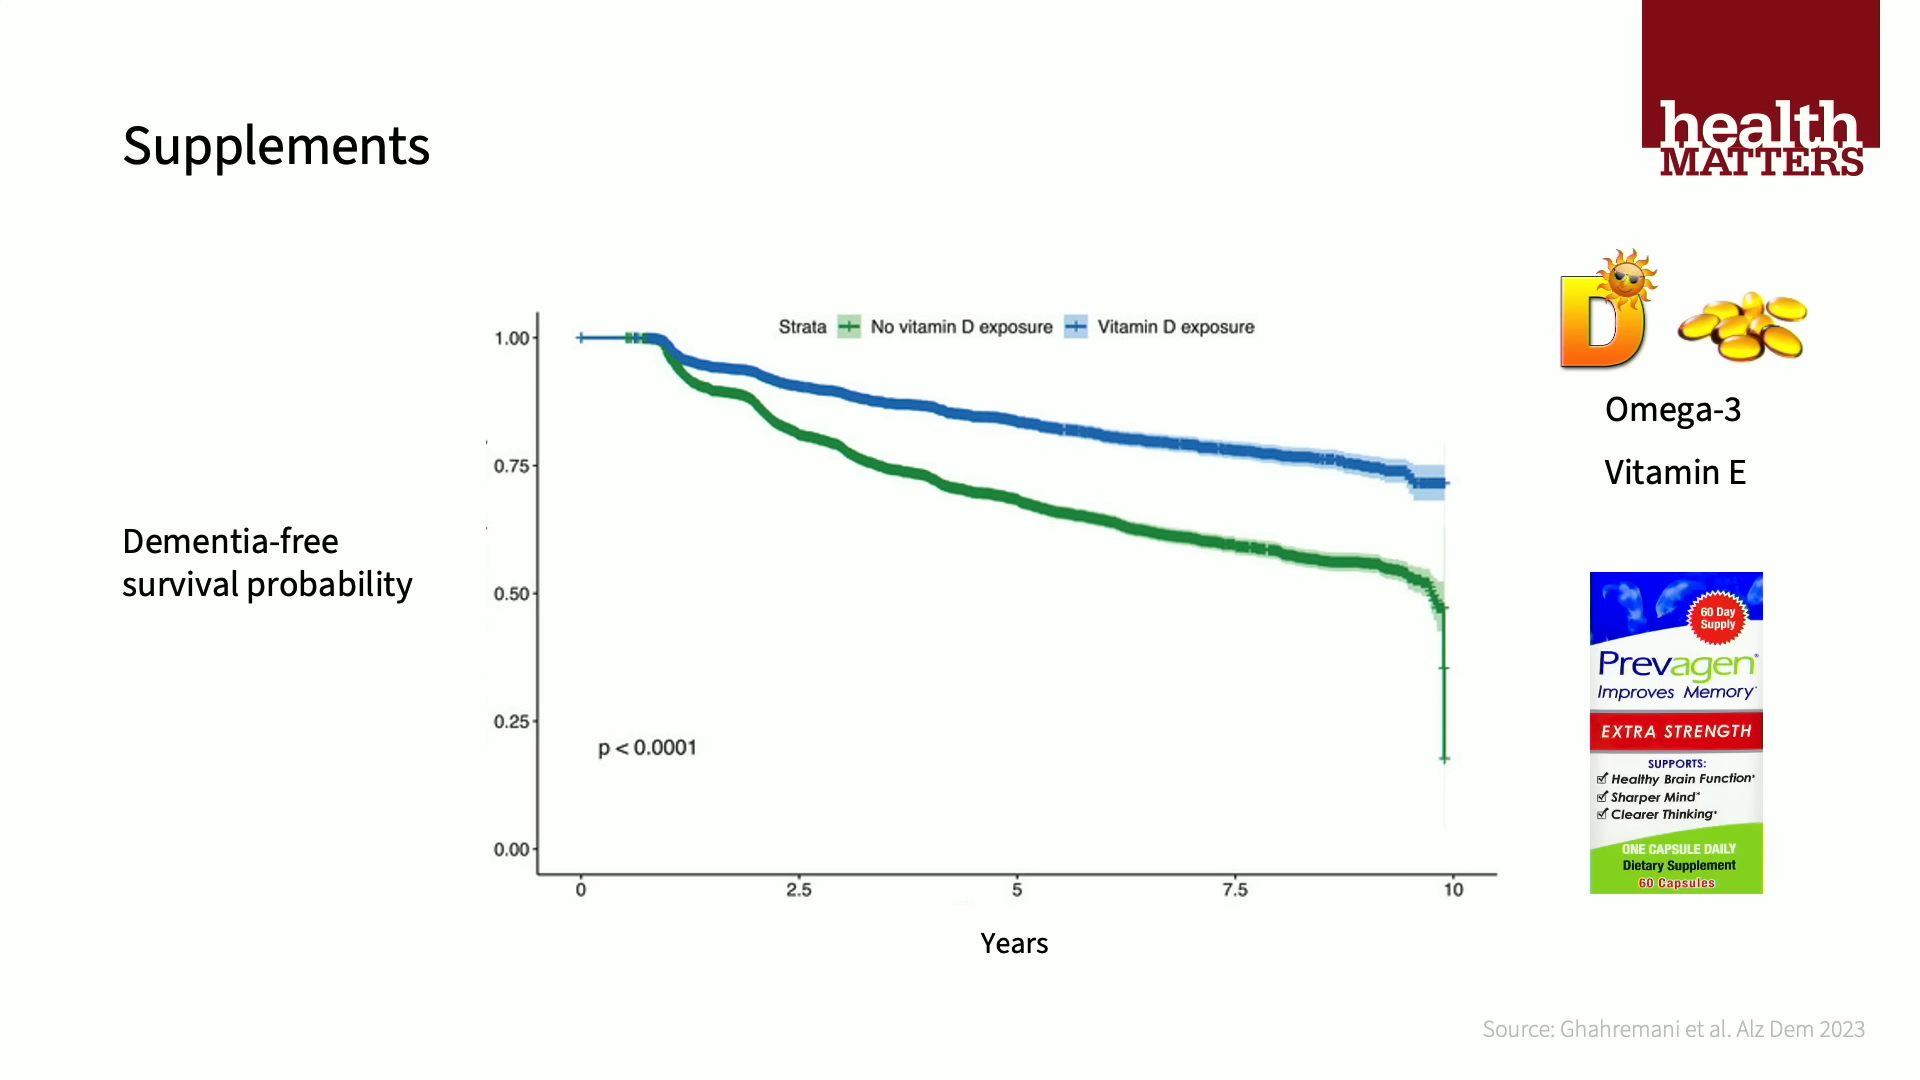 health
MATTERS
Supplements
Strata No vitamin D exposure Vitamin D exposure
1.00
0.75
0.50
0.25
0.00
p < 0.0001
0 2.5 5 7.5 10
Years
Dementia-free
survival probability
D
Omega-3
Vitamin E
60 Day
Supply
Prevagen®
Improves Memory*
EXTRA STRENGTH
SUPPORTS:
Healthy Brain Function*
Sharper Mind*
Clearer Thinking*
ONE CAPSULE DAILY
Dietary Supplement
60 Capsules
Source: Ghahremani et al. Alz Dem 2023